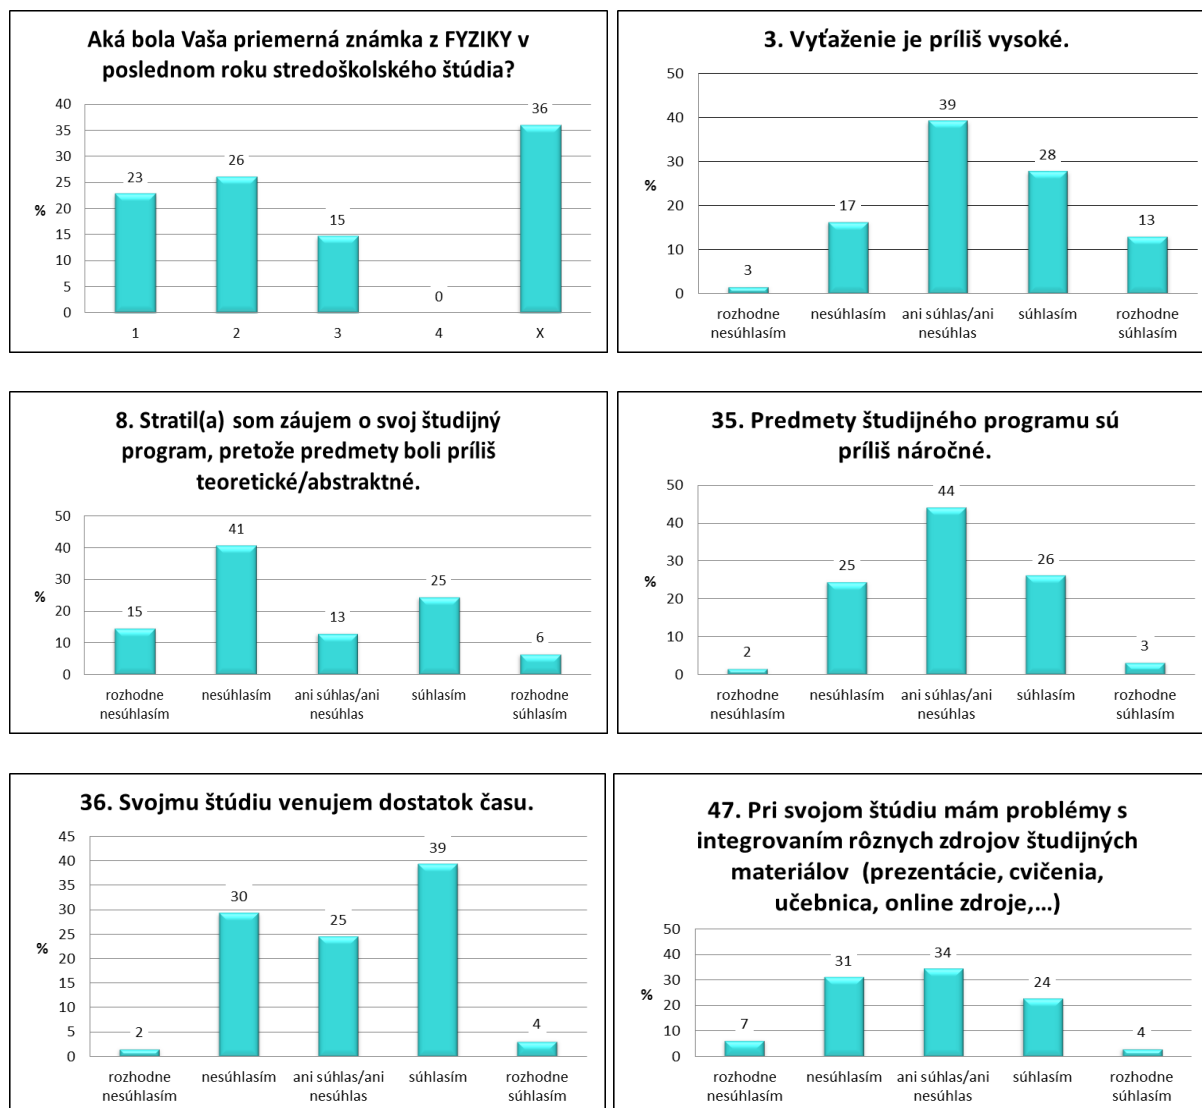 Aká bola Vaša priemerná známka z FYZIKY v
poslednom roku stredoškolského štúdia?
40
35
30
25
20
15
10
5
0
%
23
26
15
0
36
1
2
3
4
X
3. Vyťaženie je príliš vysoké.
50
40
30
20
10
0
%
3
17
39
28
13
rozhodne
nesúhlasím
nesúhlasím
ani súhlas/ani
nesúhlas
súhlasím
rozhodne
súhlasím
8. Stratil(a) som záujem o svoj študijný
program, pretože predmety boli príliš
teoretické/abstraktné.
50
40
30
20
10
0
%
15
41
13
25
6
rozhodne
nesúhlasím
nesúhlasím
ani súhlas/ani
nesúhlas
súhlasím
rozhodne
súhlasím
35. Predmety študijného programu sú
príliš náročné.
50
40
30
20
10
0
%
2
25
44
26
3
rozhodne
nesúhlasím
nesúhlasím
ani súhlas/ani
nesúhlas
súhlasím
rozhodne
súhlasím
36. Svojmu štúdiu venujem dostatok času.
45
40
35
30
25
20
15
10
5
0
%
2
30
25
39
4
rozhodne
nesúhlasím
nesúhlasím
ani súhlas/ani
nesúhlas
súhlasím
rozhodne
súhlasím
47. Pri svojom štúdiu mám problémy s
integrovaním rôznych zdrojov študijných
materiálov (prezentácie, cvičenia,
učebnica, online zdroje,...)
50
40
30
20
10
0
%
7
31
34
24
4
rozhodne
nesúhlasím
nesúhlasím
ani súhlas/ani
nesúhlas
súhlasím
rozhodne
súhlasím